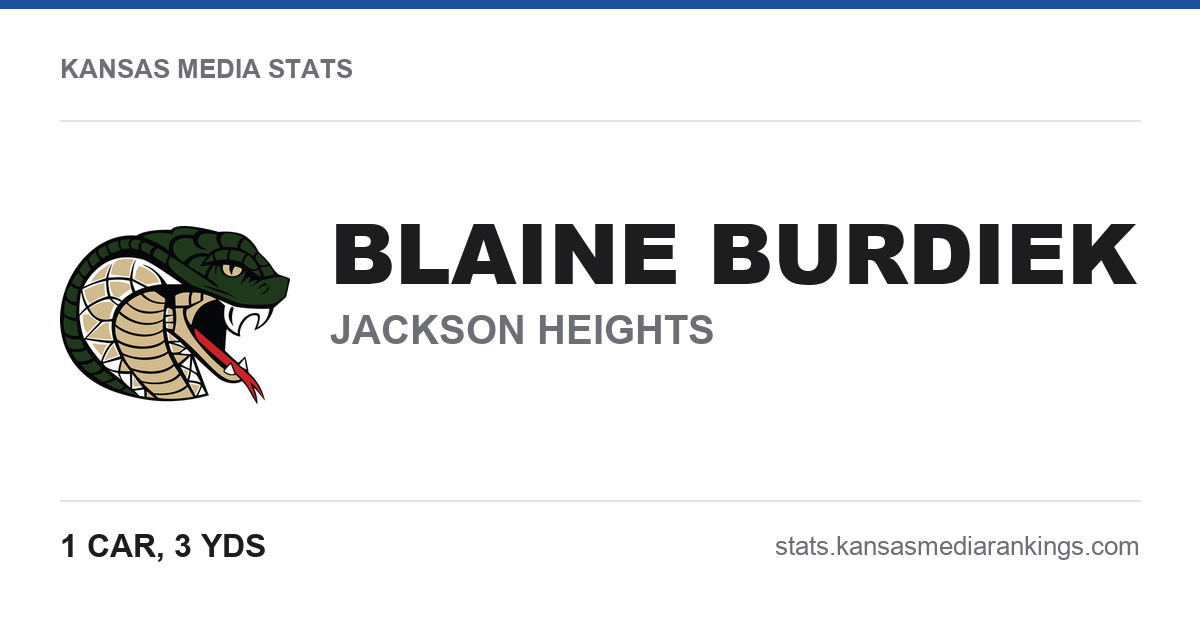 KANSAS MEDIA STATS
BLAINE BURDIEK
JACKSON HEIGHTS
1 CAR, 3 YDS
stats.kansasmediarankings.com